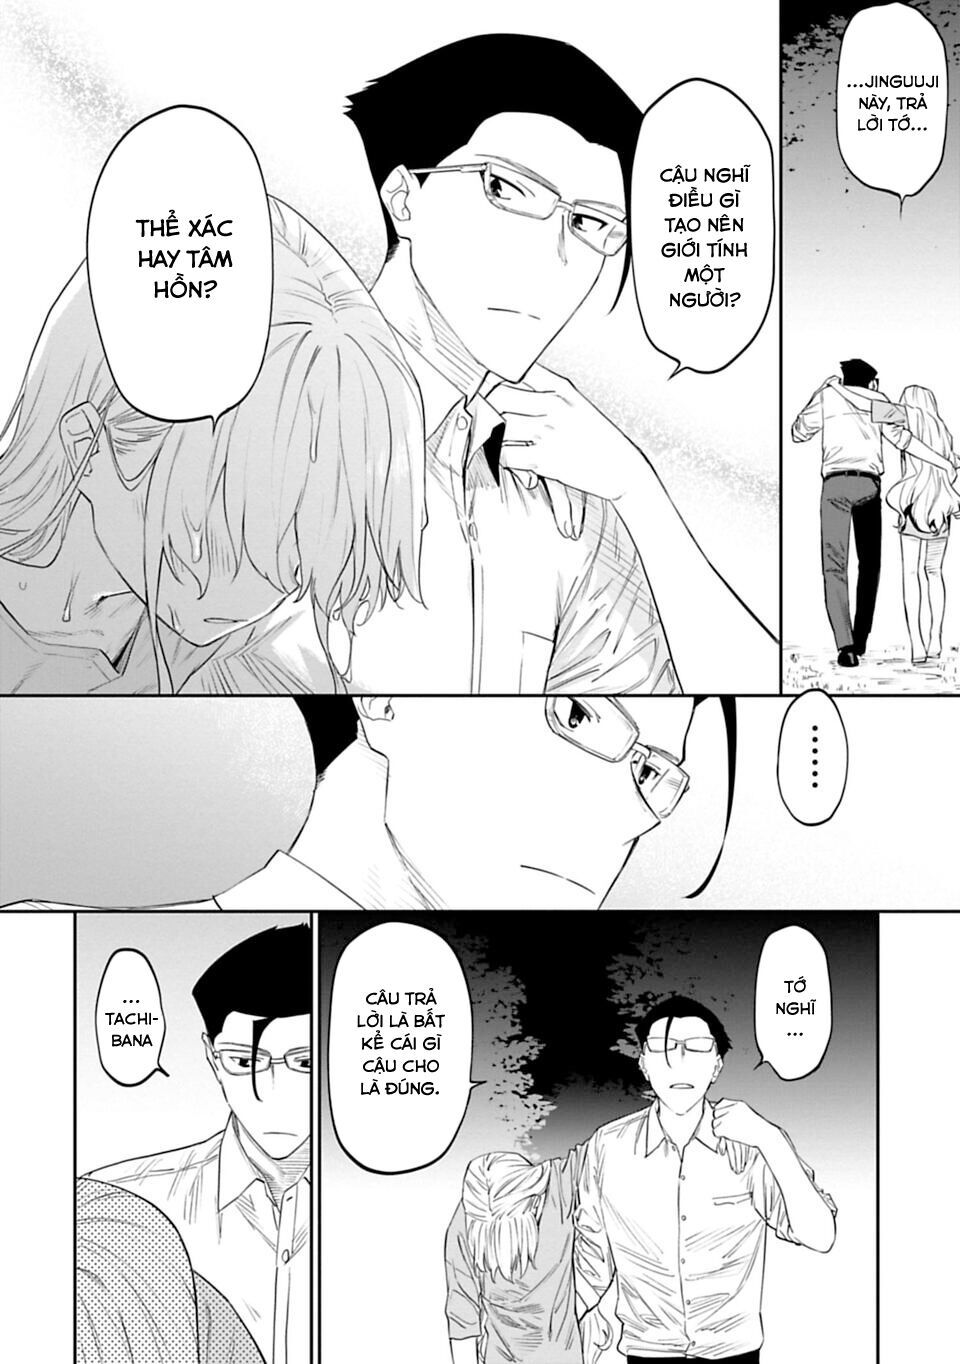 ...JINGUUJI
NÀY, TRẢ
LỜI TỚ...
CẬU NGHĨ
ĐIỀU GÌ
TẠO NÊN
GIỚI TÍNH
MỘT
NGƯỜI?
THỂ XÁC
HAY TÂM
HỒN?
......
TỚ
NGHĨ
...
CÂU TRẢ
LỜI LÀ BẤT
KỂ CÁI GÌ
CẬU CHO
LÀ ĐÚNG.
...
TACHI-
BANA